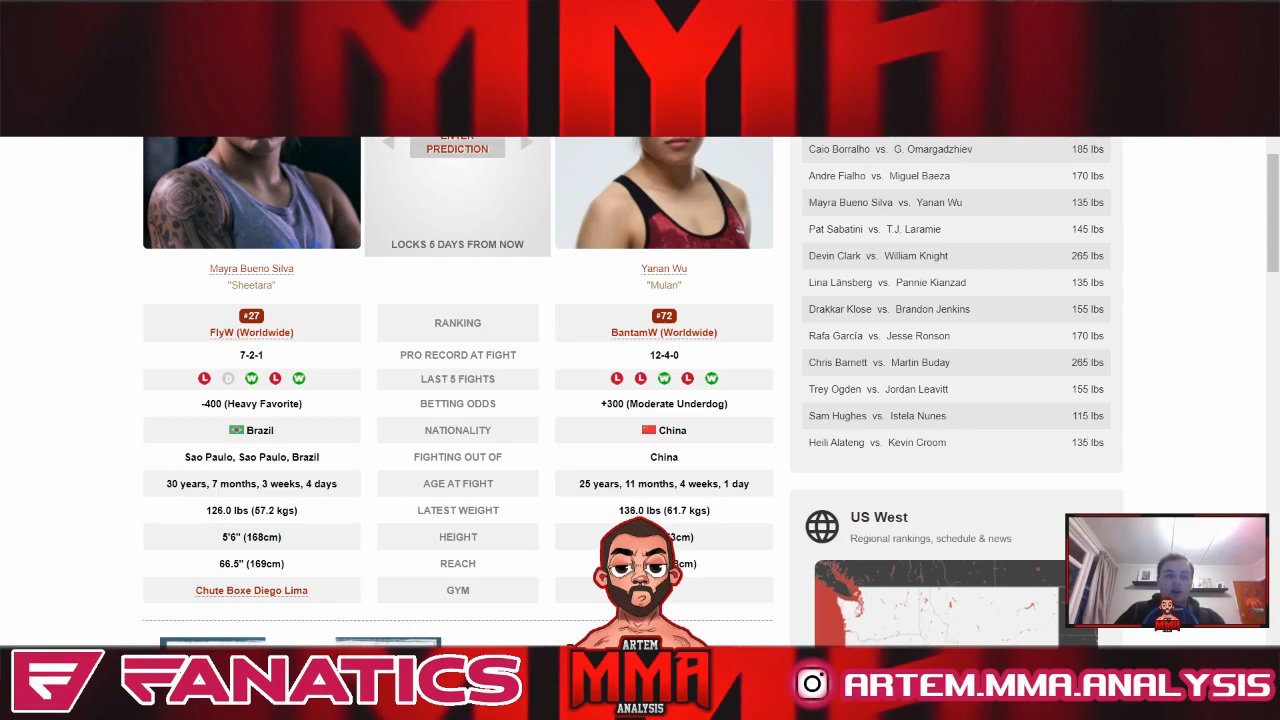 MMA
ENTER
PREDICTION
LOCKS 5 DAYS FROM NOW
Mayra Bueno Silva
"Sheetara"
Yanan Wu
"Mulan"
#27
FlyW (Worldwide)
RANKING
#72
BantamW (Worldwide)
7-2-1
PRO RECORD AT FIGHT
12-4-0
L D W L W
LAST 5 FIGHTS
L L W L W
-400 (Heavy Favorite)
BETTING ODDS
+300 (Moderate Underdog)
Brazil
NATIONALITY
China
Sao Paulo, Sao Paulo, Brazil
FIGHTING OUT OF
China
30 years, 7 months, 3 weeks, 4 days
AGE AT FIGHT
25 years, 11 months, 4 weeks, 1 day
126.0 lbs (57.2 kgs)
LATEST WEIGHT
136.0 lbs (61.7 kgs)
5'6" (168cm)
HEIGHT
3cm)
66.5" (169cm)
REACH
cm)
Chute Boxe Diego Lima
GYM
Caio Borralho vs. G. Omargadzhiev 185 lbs
Andre Fialho vs. Miguel Baeza 170 lbs
Mayra Bueno Silva vs. Yanan Wu 135 lbs
Pat Sabatini vs. T.J. Laramie 145 lbs
Devin Clark vs. William Knight 265 lbs
Lina Länsberg vs. Pannie Kianzad 135 lbs
Drakkar Klose vs. Brandon Jenkins 155 lbs
Rafa García vs. Jesse Ronson 170 lbs
Chris Barnett vs. Martin Buday 265 lbs
Trey Ogden vs. Jordan Leavitt 155 lbs
Sam Hughes vs. Istela Nunes 115 lbs
Heili Alateng vs. Kevin Croom 135 lbs
US West
Regional rankings, schedule & news
MMA
FANATICS
ARTEM
MMA
ANALYSIS
ARTEM.MMA.ANALYSIS